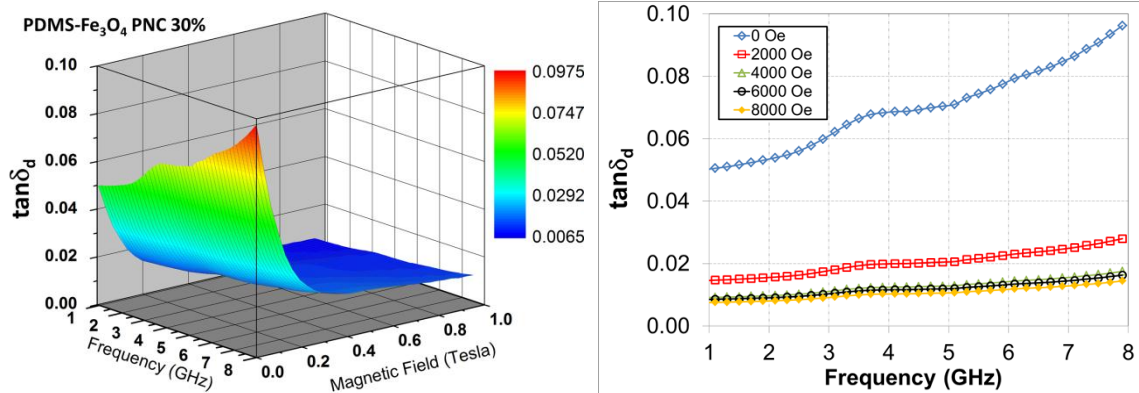 PDMS-Fe₃O₄ PNC 30%
0.10
0.08
0.06
0.04
0.02
0.00
tanδd
1
2
3
4
5
6
7
8
Frequency (GHz)
0.0
0.2
0.4
0.6
0.8
1.0
Magnetic Field (Tesla)
0.0975
0.0747
0.0520
0.0292
0.0065
0.10
0.08
0.06
0.04
0.02
0.00
tanδd
0 Oe
2000 Oe
4000 Oe
6000 Oe
8000 Oe
1 2 3 4 5 6 7 8
Frequency (GHz)